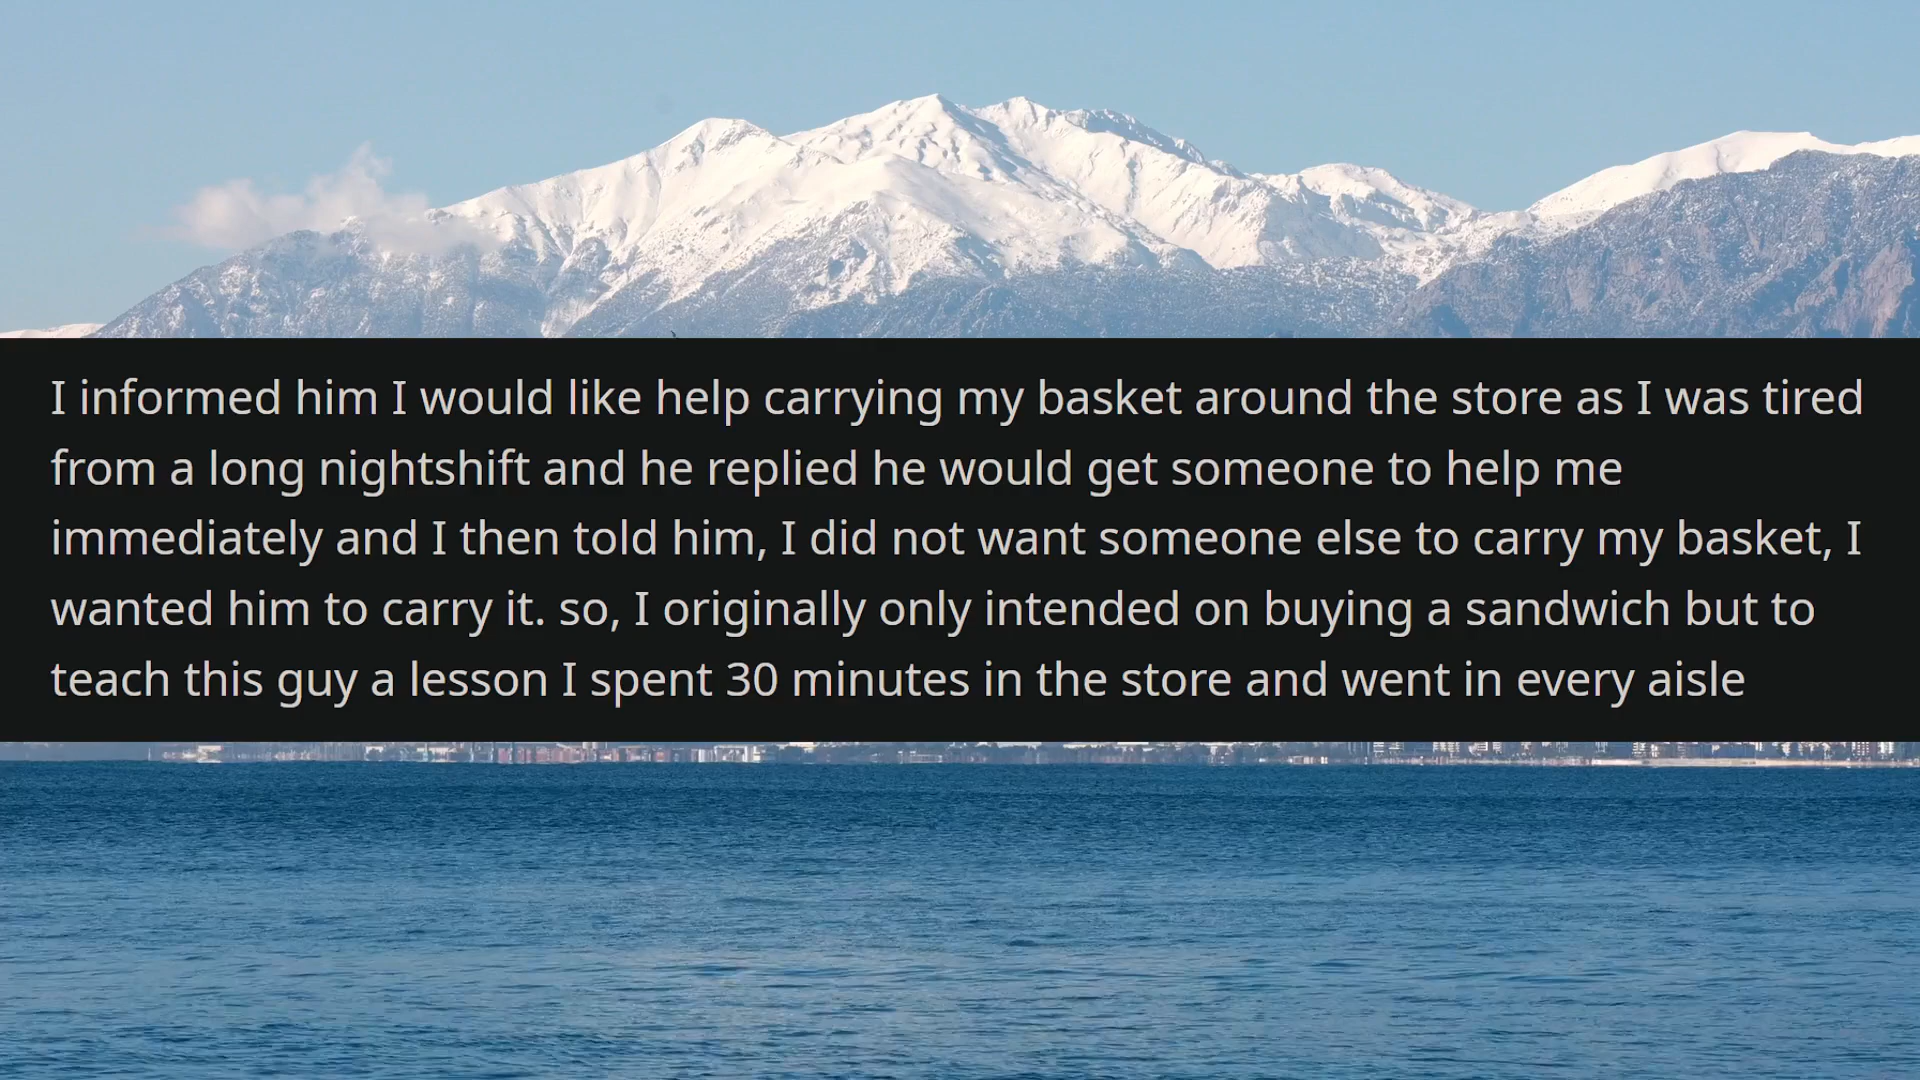 I informed him I would like help carrying my basket around the store as I was tired
from a long nightshift and he replied he would get someone to help me
immediately and I then told him, I did not want someone else to carry my basket, I
wanted him to carry it. so, I originally only intended on buying a sandwich but to
teach this guy a lesson I spent 30 minutes in the store and went in every aisle